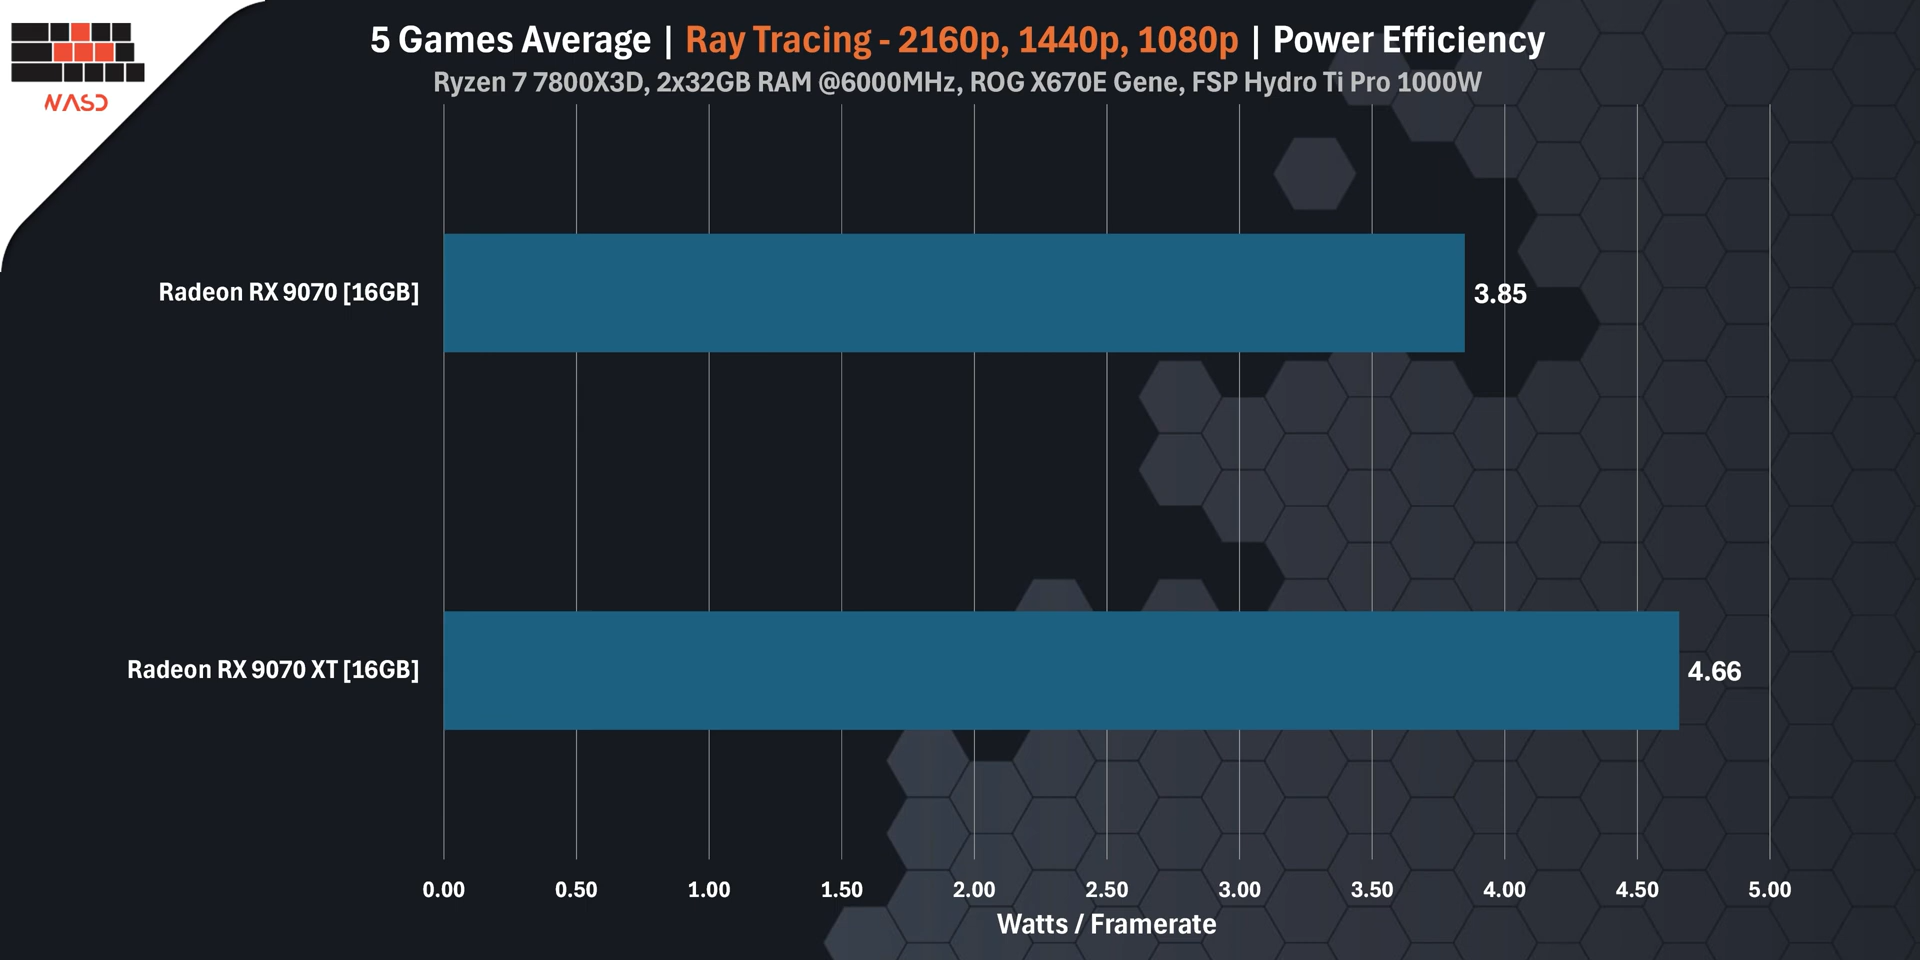 WASD
5 Games Average | Ray Tracing - 2160p, 1440p, 1080p | Power Efficiency
Ryzen 7 7800X3D, 2x32GB RAM @6000MHz, ROG X670E Gene, FSP Hydro Ti Pro 1000W
Radeon RX 9070 [16GB]
3.85
Radeon RX 9070 XT [16GB]
4.66
0.00 0.50 1.00 1.50 2.00 2.50 3.00 3.50 4.00 4.50 5.00
Watts / Framerate